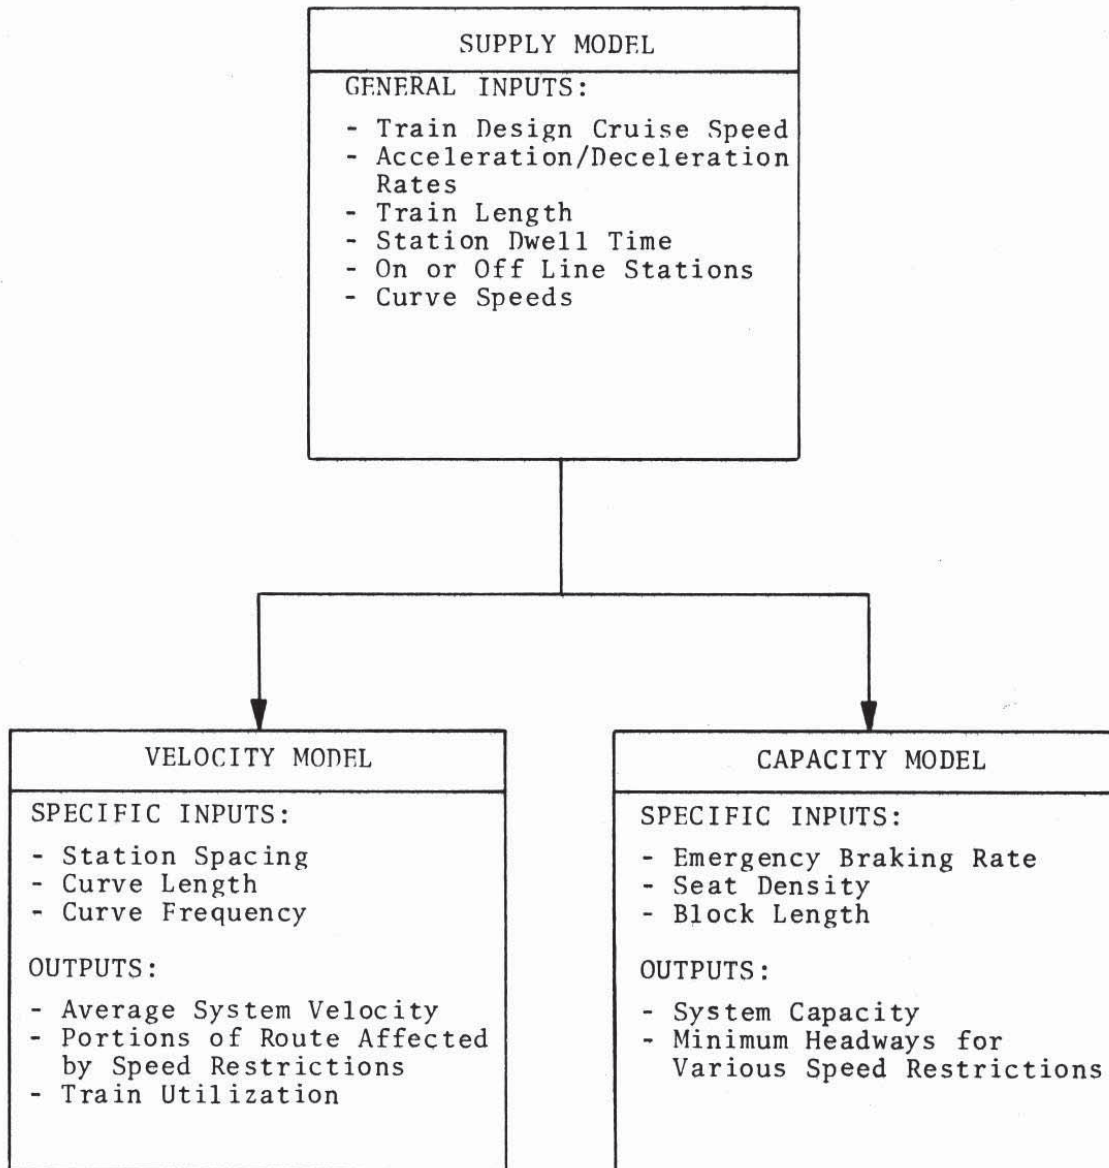 SUPPLY MODEL
GENERAL INPUTS:
- Train Design Cruise Speed
- Acceleration/Deceleration
Rates
- Train Length
- Station Dwell Time
- On or Off Line Stations
- Curve Speeds
VELOCITY MODEL
SPECIFIC INPUTS:
- Station Spacing
- Curve Length
- Curve Frequency
OUTPUTS:
- Average System Velocity
- Portions of Route Affected
by Speed Restrictions
- Train Utilization
CAPACITY MODEL
SPECIFIC INPUTS:
- Emergency Braking Rate
- Seat Density
- Block Length
OUTPUTS:
- System Capacity
- Minimum Headways for
Various Speed Restrictions